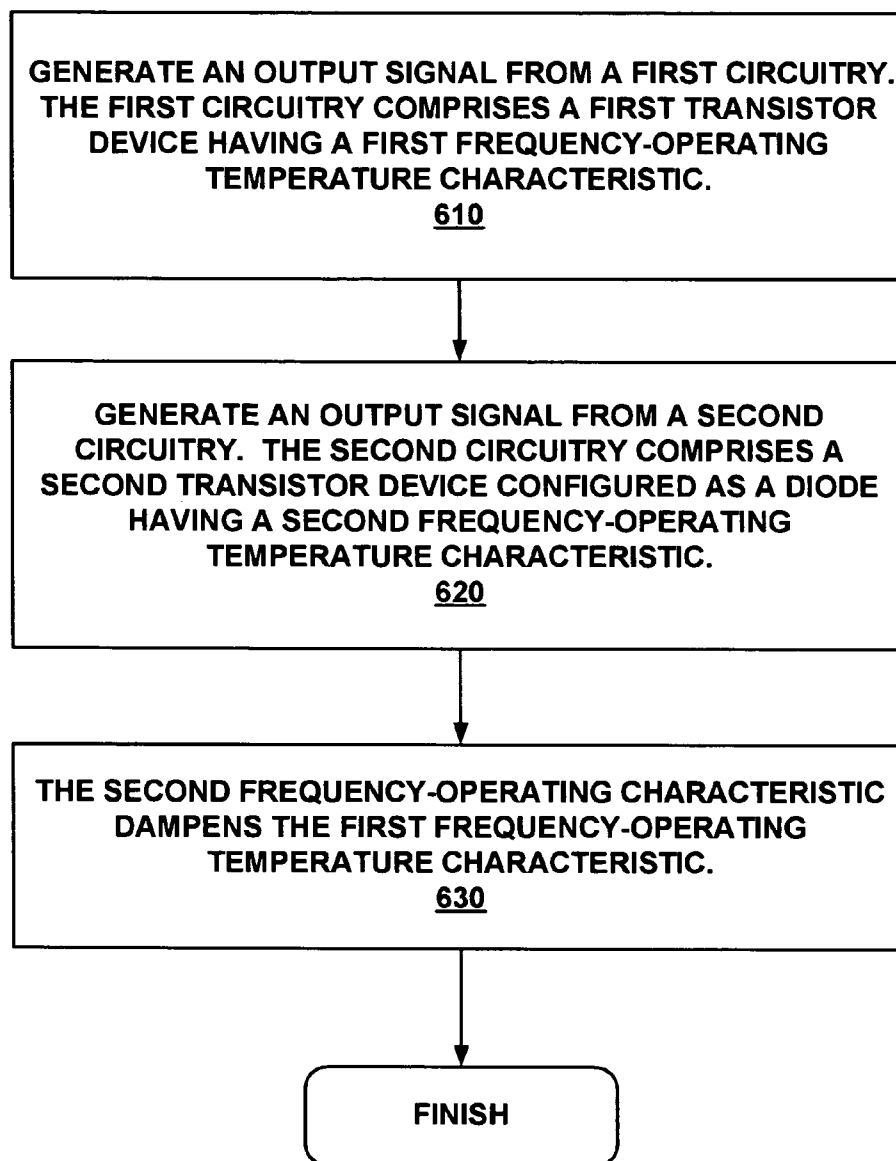 GENERATE AN OUTPUT SIGNAL FROM A FIRST CIRCUITRY.
THE FIRST CIRCUITRY COMPRISES A FIRST TRANSISTOR
DEVICE HAVING A FIRST FREQUENCY-OPERATING
TEMPERATURE CHARACTERISTIC.
610
GENERATE AN OUTPUT SIGNAL FROM A SECOND
CIRCUITRY. THE SECOND CIRCUITRY COMPRISES A
SECOND TRANSISTOR DEVICE CONFIGURED AS A DIODE
HAVING A SECOND FREQUENCY-OPERATING
TEMPERATURE CHARACTERISTIC.
620
THE SECOND FREQUENCY-OPERATING CHARACTERISTIC
DAMPENS THE FIRST FREQUENCY-OPERATING
TEMPERATURE CHARACTERISTIC.
630
FINISH